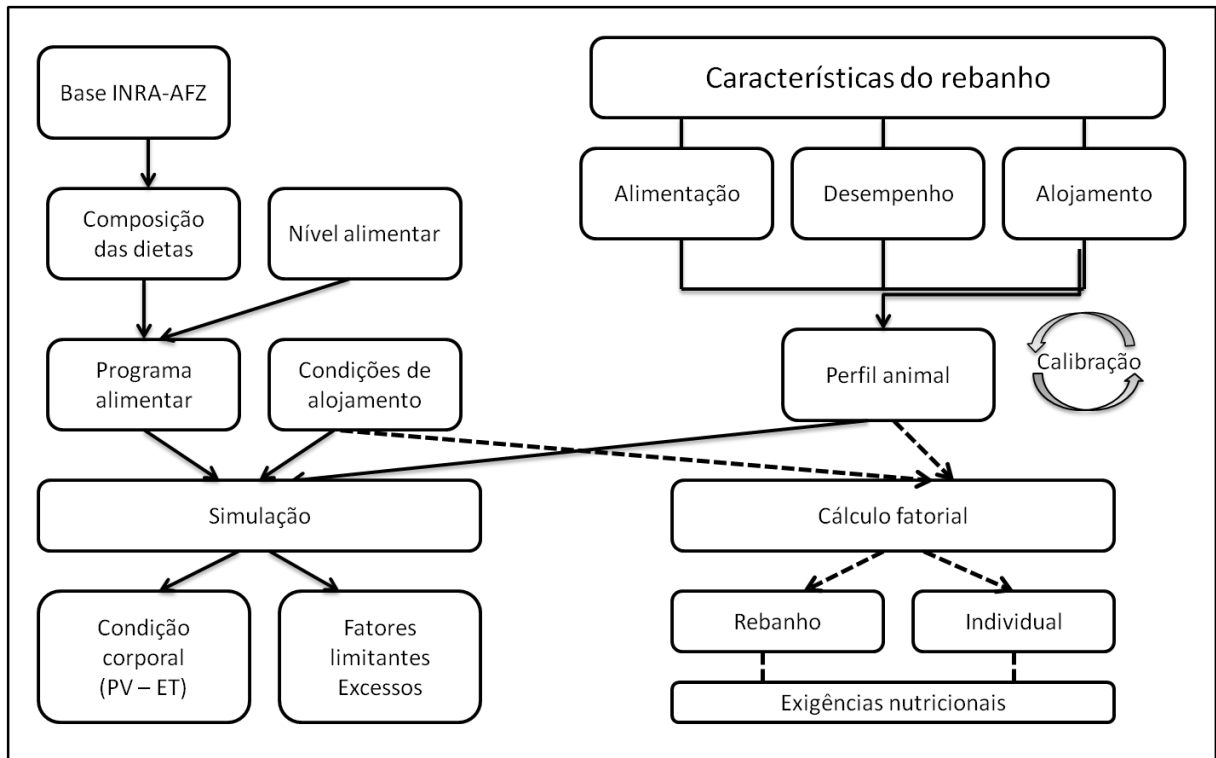 Base INRA-AFZ
Características do rebanho
Composição
das dietas
Nível alimentar
Alimentação
Desempenho
Alojamento
Programa
alimentar
Condições de
alojamento
Perfil animal
Calibração
Simulação
Cálculo fatorial
Condição
corporal
(PV – ET)
Fatores
limitantes
Excessos
Rebanho
Individual
Exigências nutricionais